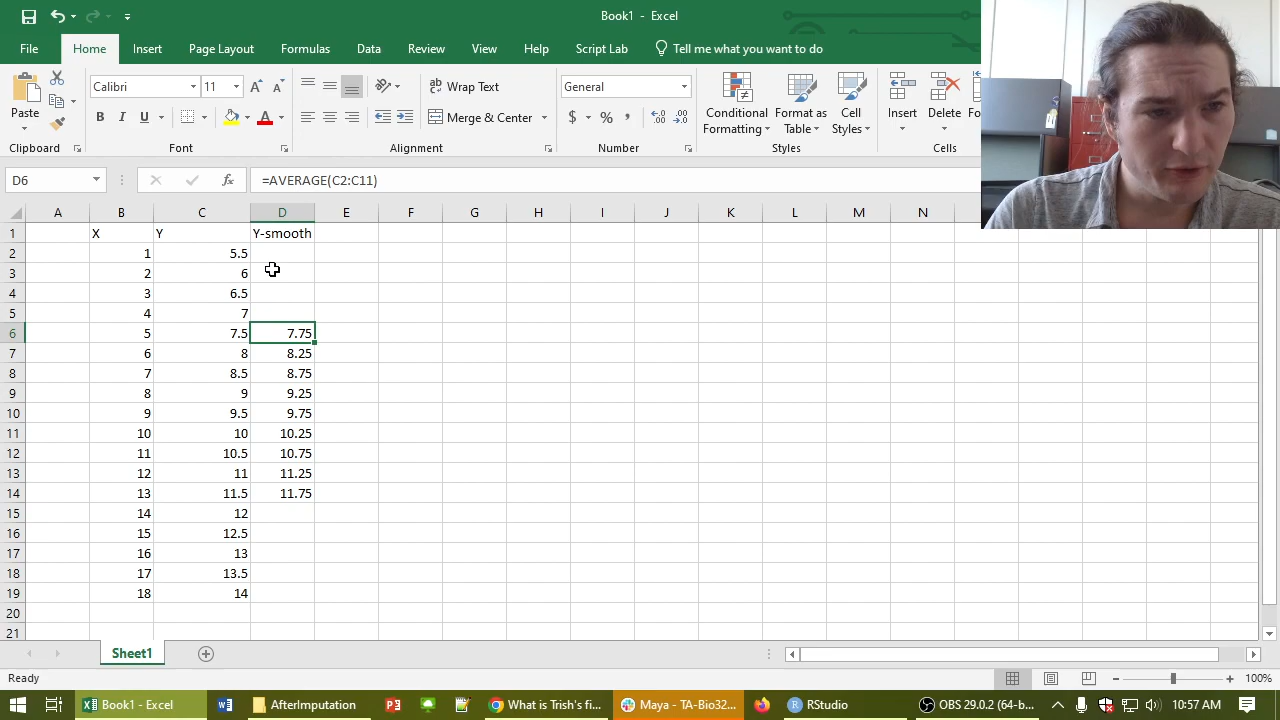 Book1 - Excel
File Home Insert Page Layout Formulas Data Review View Help Script Lab Tell me what you want to do
Calibri 11 Wrap Text General
Paste Merge & Center Conditional Formatting Format as Table Cell Styles Insert Delete
Clipboard Font Alignment Number Styles Cells
D6 =AVERAGE(C2:C11)
A B C D E F G H I J K L M N
1 X Y Y-smooth
2 1 5.5
3 2 6
4 3 6.5
5 4 7
6 5 7.5 7.75
7 6 8 8.25
8 7 8.5 8.75
9 8 9 9.25
10 9 9.5 9.75
11 10 10 10.25
12 11 10.5 10.75
13 12 11 11.25
14 13 11.5 11.75
15 14 12
16 15 12.5
17 16 13
18 17 13.5
19 18 14
20
21
Sheet1
Ready 100%
Book1 - Excel AfterImputation What is Trish's fi... Maya - TA-Bio32... RStudio OBS 29.0.2 (64-b... 10:57 AM